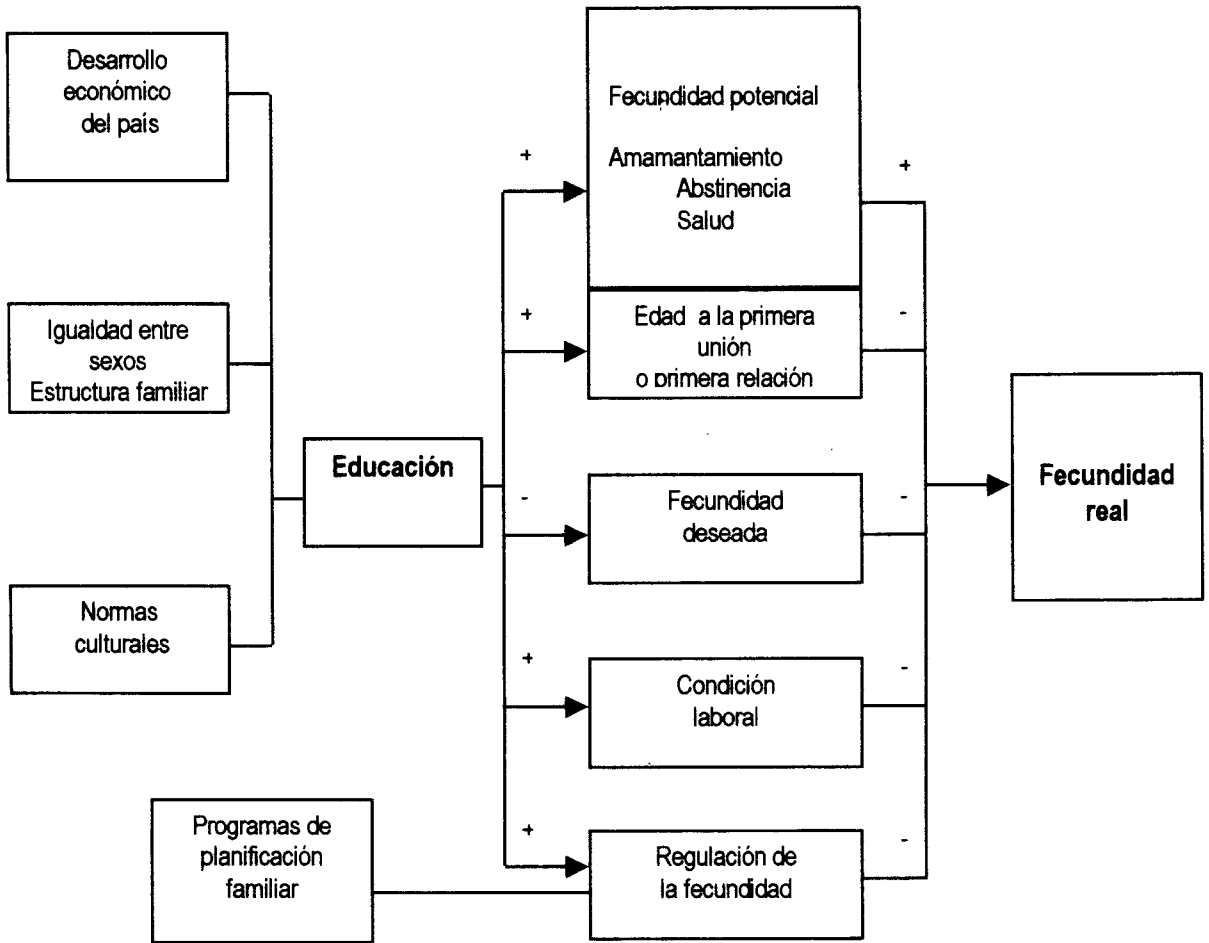 Desarrollo
económico
del país
Igualdad entre
sexos
Estructura familiar
Normas
culturales
Educación
Programas de
planificación
familiar
+
+
-
+
+
Fecundidad potencial
Amamantamiento
Abstinencia
Salud
Edad a la primera
unión
o primera relación
Fecundidad
deseada
Condición
laboral
Regulación de
la fecundidad
+
-
-
-
-
Fecundidad
real